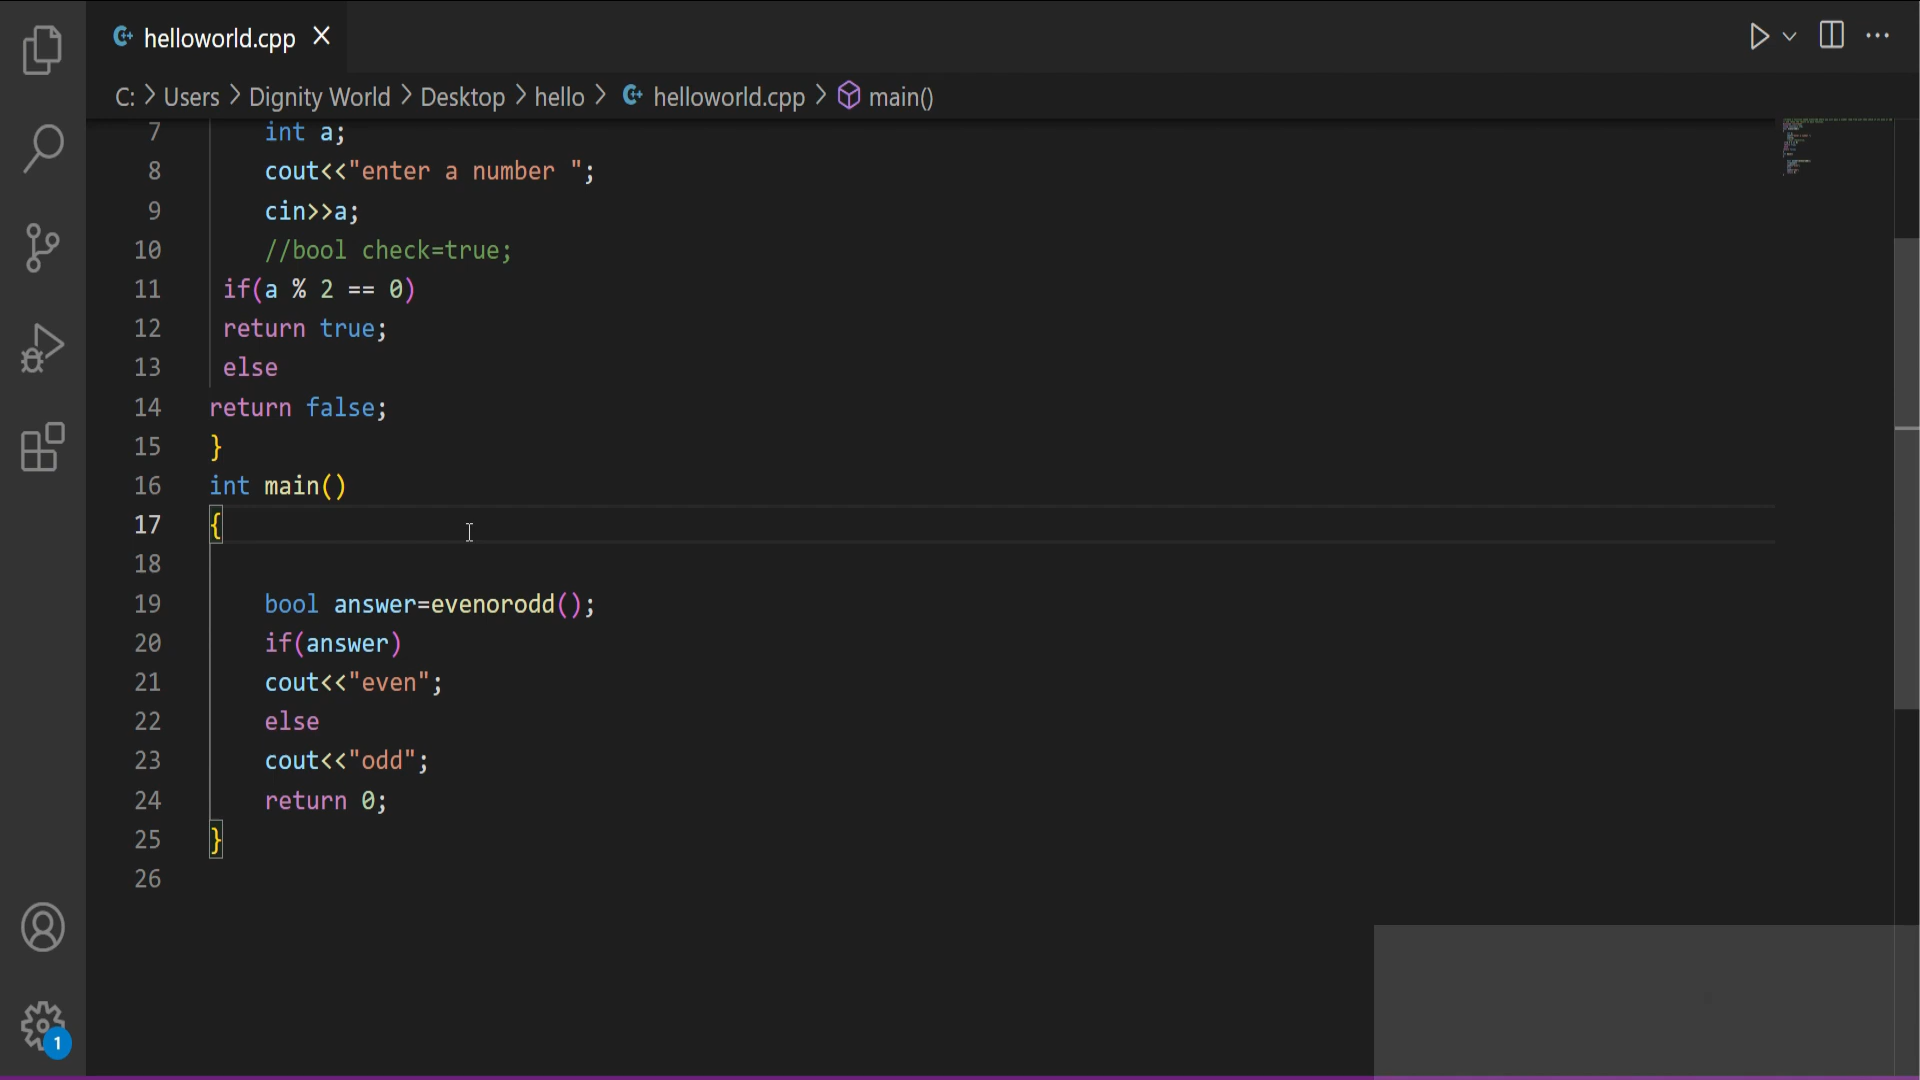 helloworld.cpp
C: > Users > Dignity World > Desktop > hello > helloworld.cpp > main()
7 int a;
8 cout<<"enter a number ";
9 cin>>a;
10 //bool check=true;
11 if(a % 2 == 0)
12 return true;
13 else
14 return false;
15 }
16 int main()
17 {
18
19 bool answer=evenorodd();
20 if(answer)
21 cout<<"even";
22 else
23 cout<<"odd";
24 return 0;
25 }
26
1